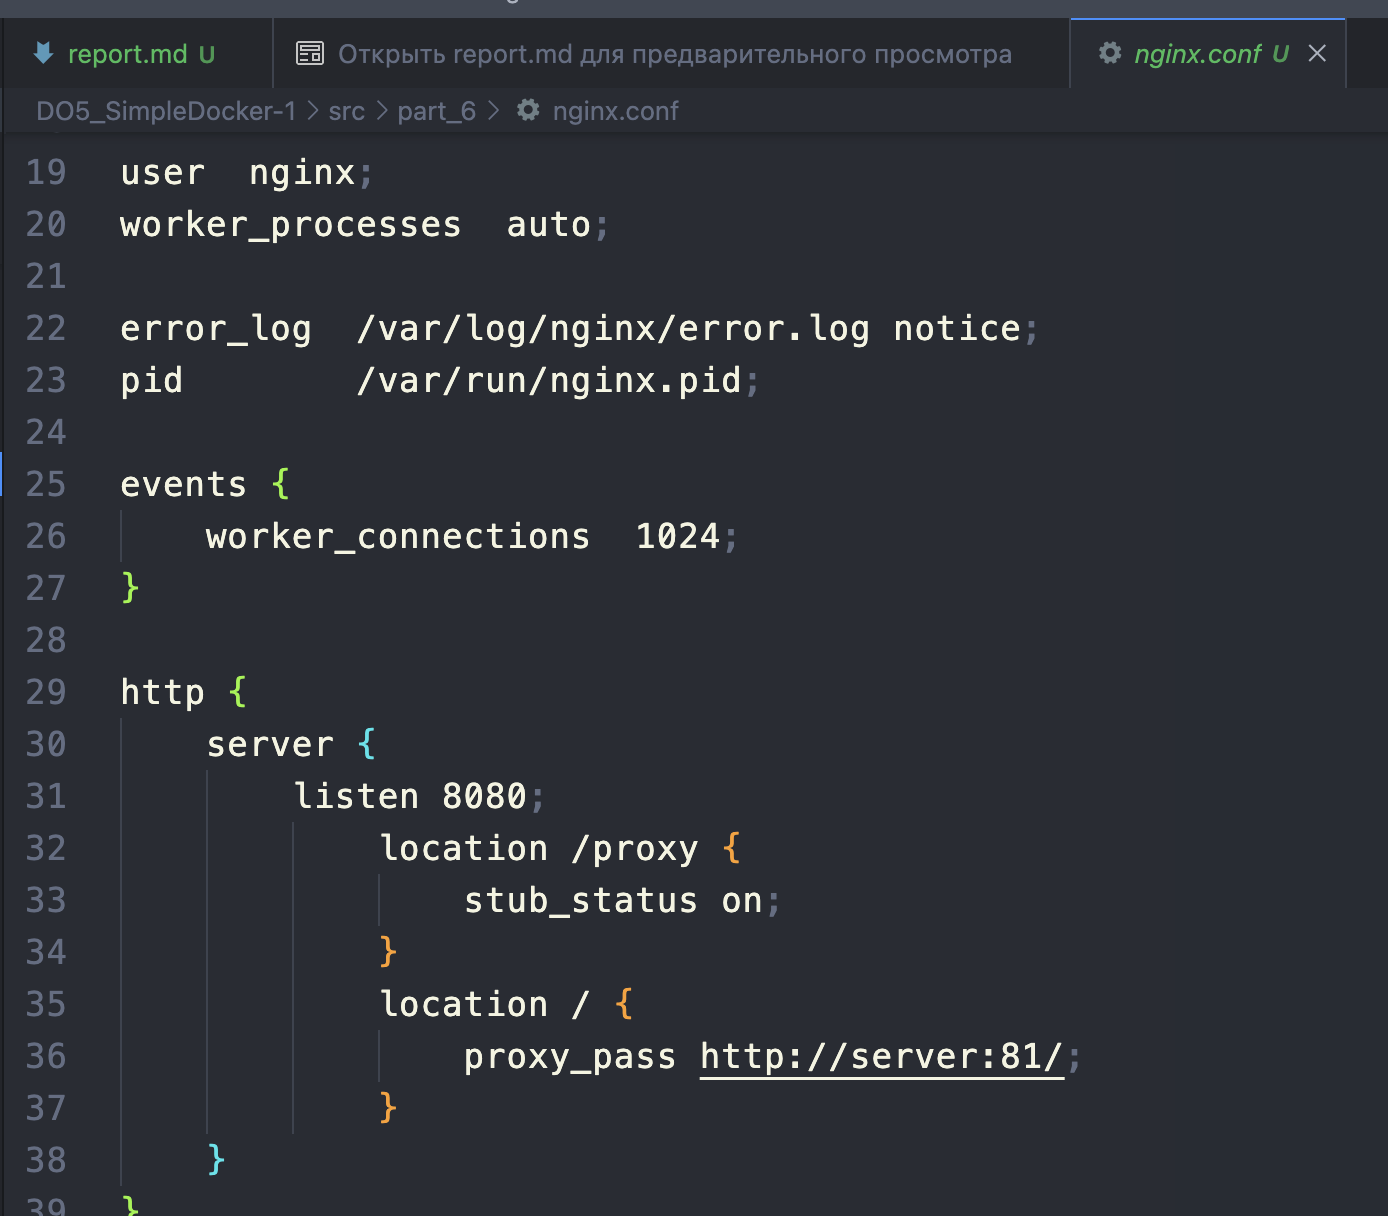 report.md U
Открыть report.md для предварительного просмотра
nginx.conf U
DO5_SimpleDocker-1 > src > part_6 > nginx.conf
19 user  nginx;
20 worker_processes  auto;
21
22 error_log  /var/log/nginx/error.log notice;
23 pid        /var/run/nginx.pid;
24
25 events {
26     worker_connections  1024;
27 }
28
29 http {
30     server {
31         listen 8080;
32             location /proxy {
33                 stub_status on;
34             }
35             location / {
36                 proxy_pass http://server:81/;
37             }
38     }
39 }